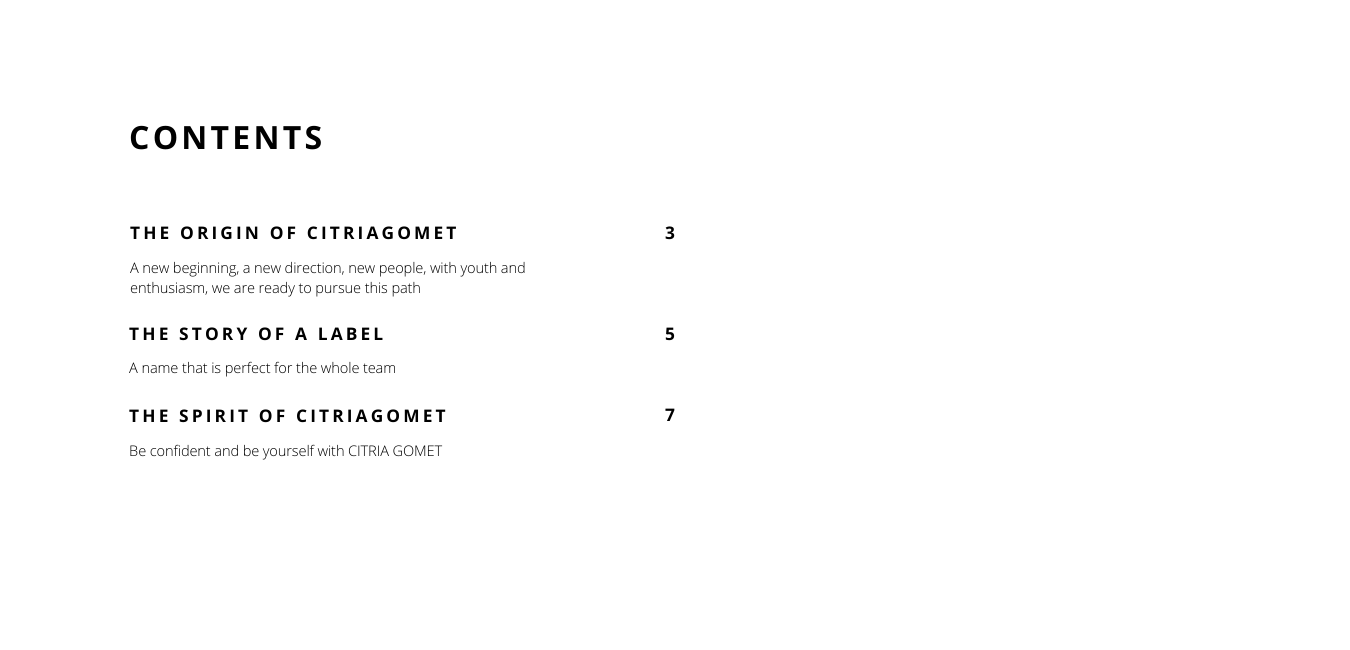 CONTENTS
THE ORIGIN OF CITRIAGOMET 3
A new beginning, a new direction, new people, with youth and
enthusiasm, we are ready to pursue this path
THE STORY OF A LABEL 5
A name that is perfect for the whole team
THE SPIRIT OF CITRIAGOMET 7
Be confident and be yourself with CITRIA GOMET